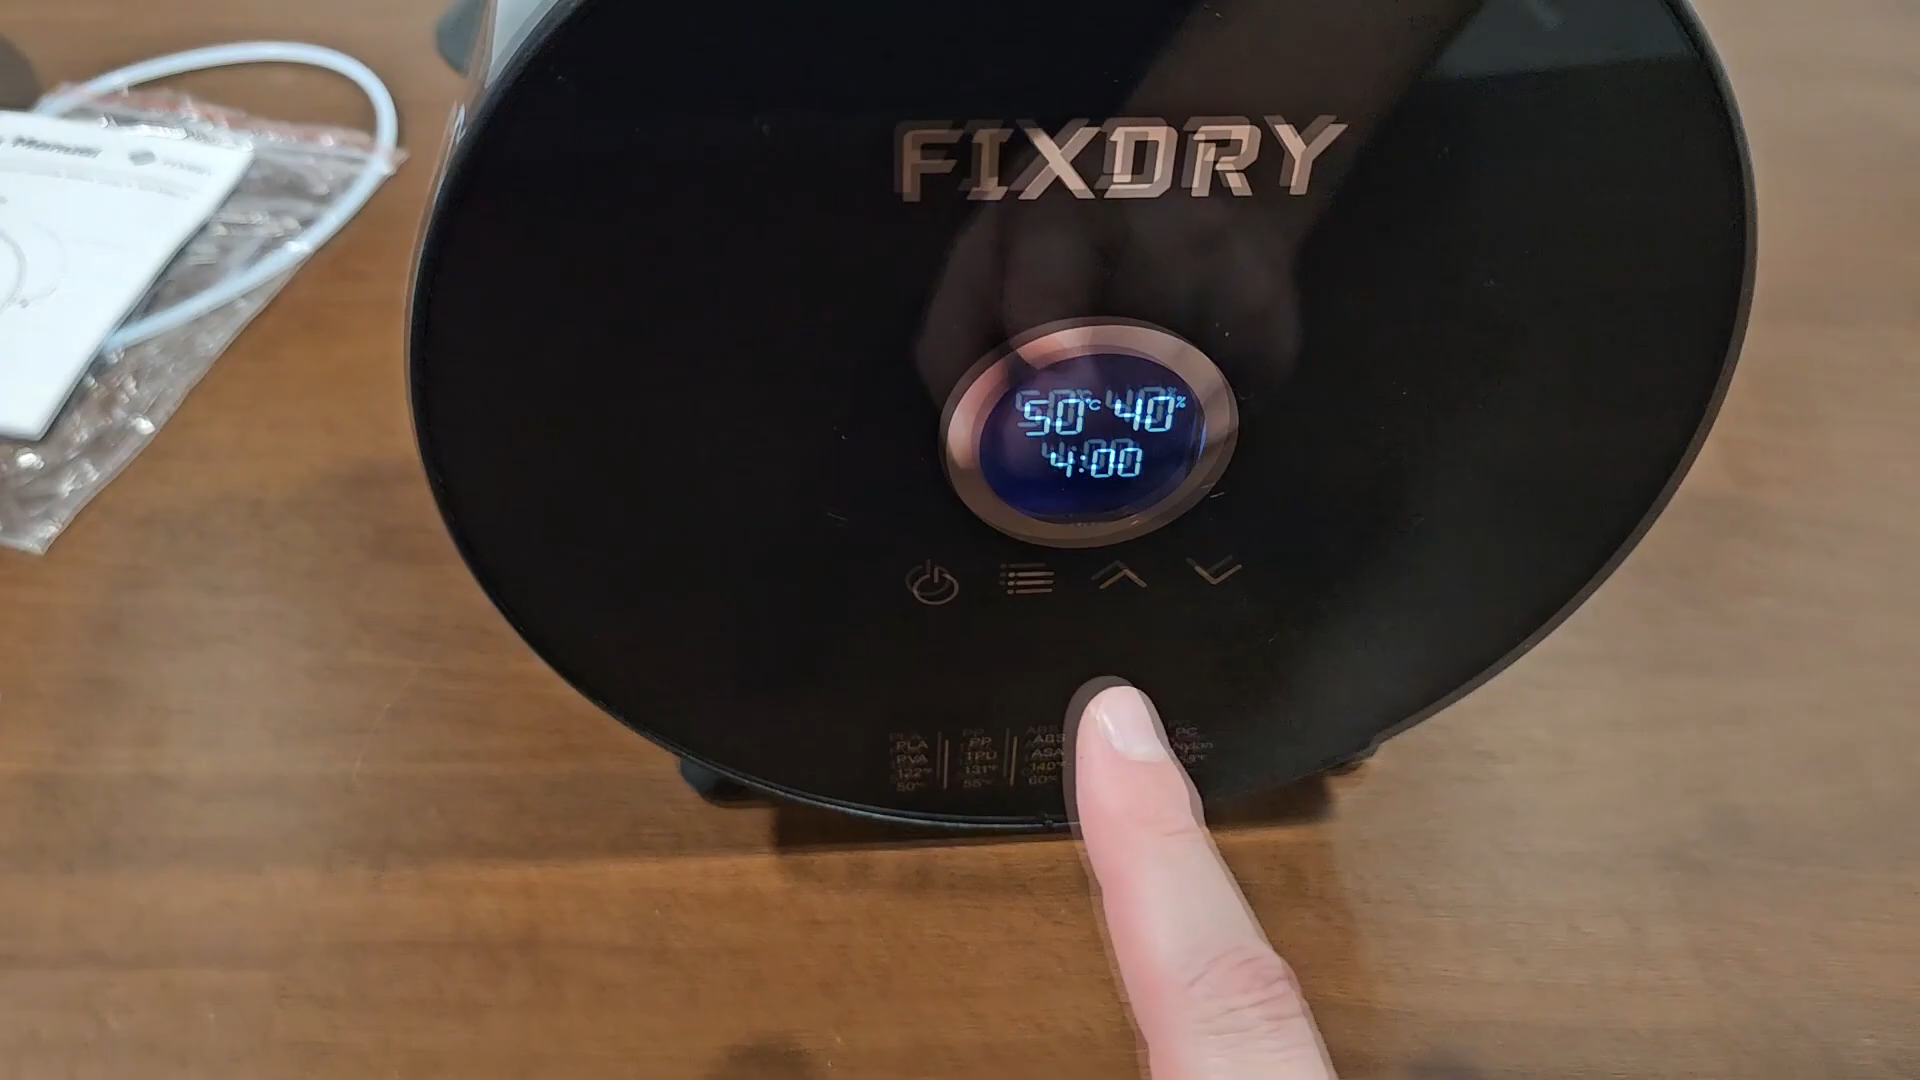 Manual
FIXDRY
50°C 40%
4:00
PLA
PVA
122°F
50°
PP
TPU
131°F
55°
ABS
ASA
140°
60°
PC
Nylon